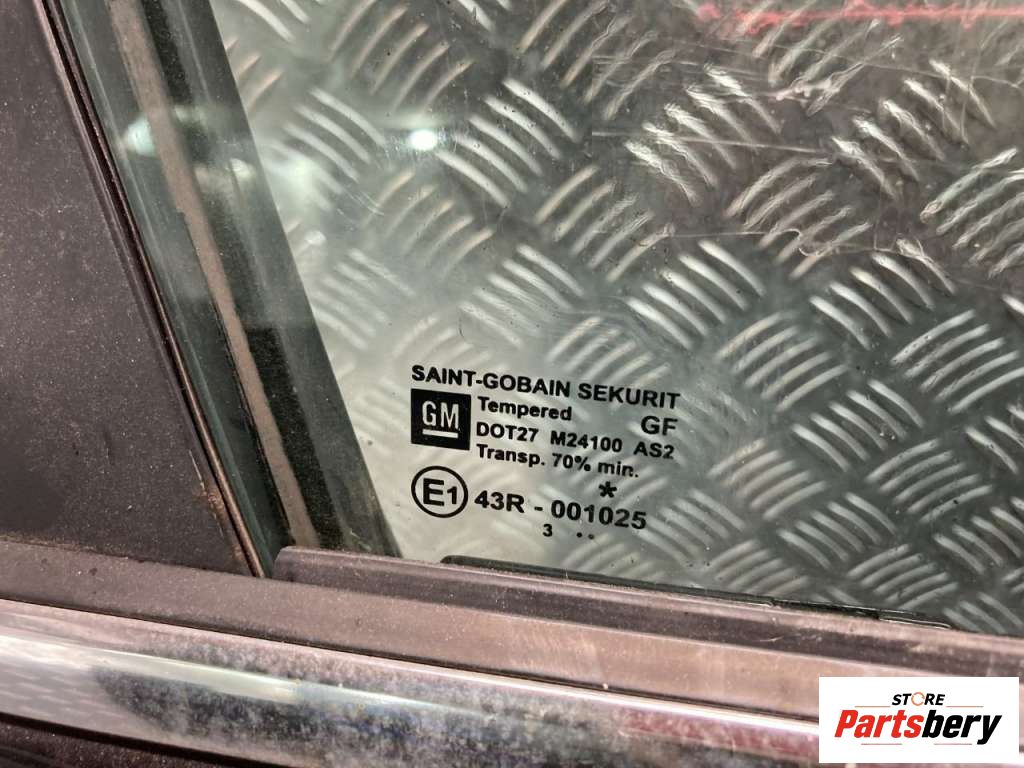 SAINT-GOBAIN SEKURIT
GM Tempered GF
DOT27 M24100 AS2
Transp. 70% min.
*
E1 43R - 001025
3 ..
STORE
Partsbery